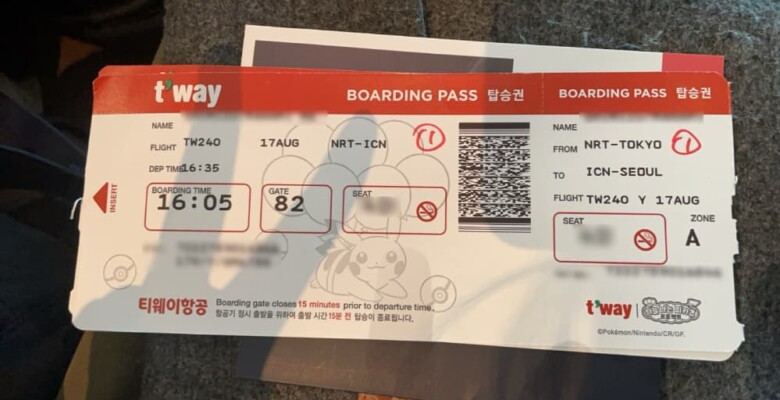 t'way BOARDING PASS 탑승권
NAME
FLIGHT TW240 17AUG NRT-ICN T1
DEP TIME 16:35
INSERT
BOARDING TIME 16:05
GATE 82
SEAT
티웨이항공
Boarding gate closes 15 minutes prior to departure time.
항공기 정시 출발을 위하여 출발 시간 15분 전 탑승이 종료됩니다.
BOARDING PASS 탑승권
NAME
FROM NRT-TOKYO T1
TO ICN-SEOUL
FLIGHT TW240 Y 17AUG
SEAT
ZONE
A
t'way
©Pokémon/Nintendo/CR/GF.